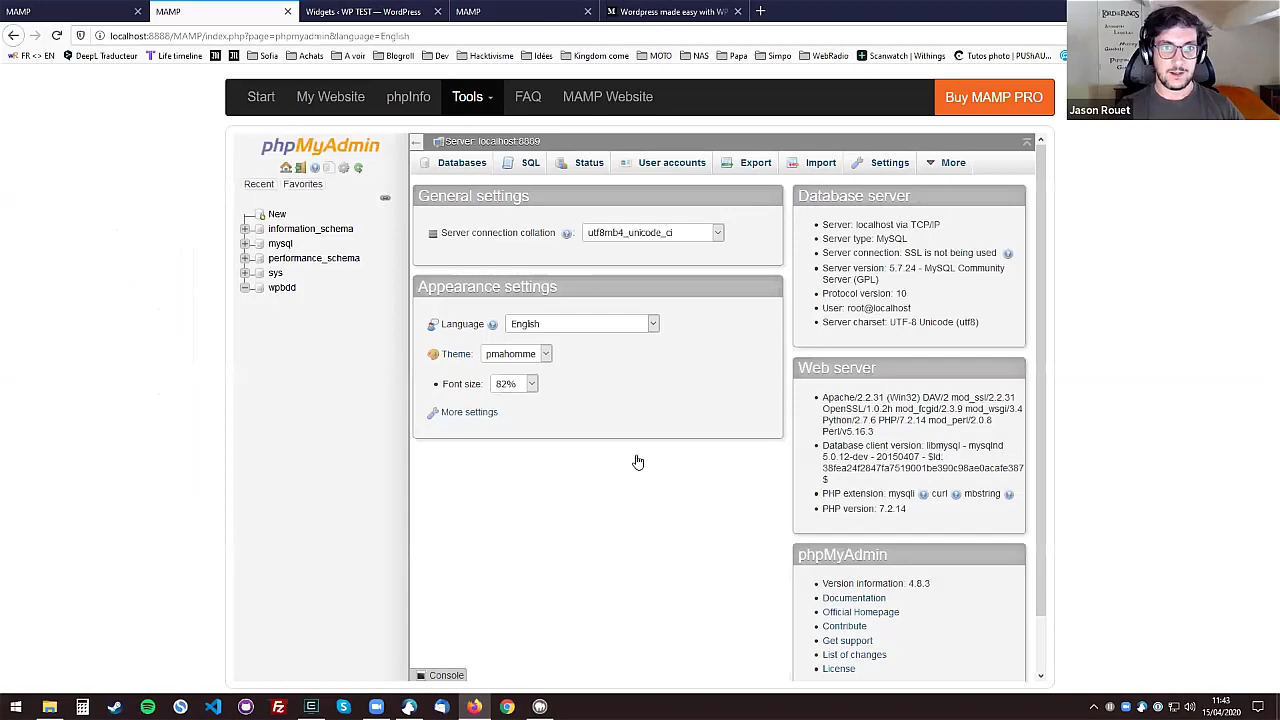 MAMP
MAMP
Widgets ‹ WP TEST — WordPress
MAMP
Wordpress made easy with WP
localhost:8888/MAMP/index.php?page=phpmyadmin&language=English
FR <> EN
DeepL Traducteur
Life timeline
Sofia
Achats
A voir
Blogroll
Dev
Hacktivisme
Idées
Kingdom come
MOTO
NAS
Papa
Simpo
WebRadio
Scanwatch | Withings
Tutos photo | PUShAU...
Jason Rouet
Start
My Website
phpInfo
Tools
FAQ
MAMP Website
Buy MAMP PRO
phpMyAdmin
Recent
Favorites
New
information_schema
mysql
performance_schema
sys
wpbdd
Server: localhost:8889
Databases
SQL
Status
User accounts
Export
Import
Settings
More
General settings
Server connection collation
:
utf8mb4_unicode_ci
Appearance settings
Language
English
Theme:
pmahomme
Font size:
82%
More settings
Console
Database server
Server: localhost via TCP/IP
Server type: MySQL
Server connection: SSL is not being used
Server version: 5.7.24 - MySQL Community
Server (GPL)
Protocol version: 10
User: root@localhost
Server charset: UTF-8 Unicode (utf8)
Web server
Apache/2.2.31 (Win32) DAV/2 mod_ssl/2.2.31
OpenSSL/1.0.2h mod_fcgid/2.3.9 mod_wsgi/3.4
Python/2.7.6 PHP/7.2.14 mod_perl/2.0.8
Perl/v5.16.3
Database client version: libmysql - mysqlnd
5.0.12-dev - 20150407 - $Id:
38fea24f2847fa7519001be390c98ae0acafe387
$
PHP extension: mysqli
curl
mbstring
PHP version: 7.2.14
phpMyAdmin
Version information: 4.8.3
Documentation
Official Homepage
Contribute
Get support
List of changes
License
11:43
15/04/2020